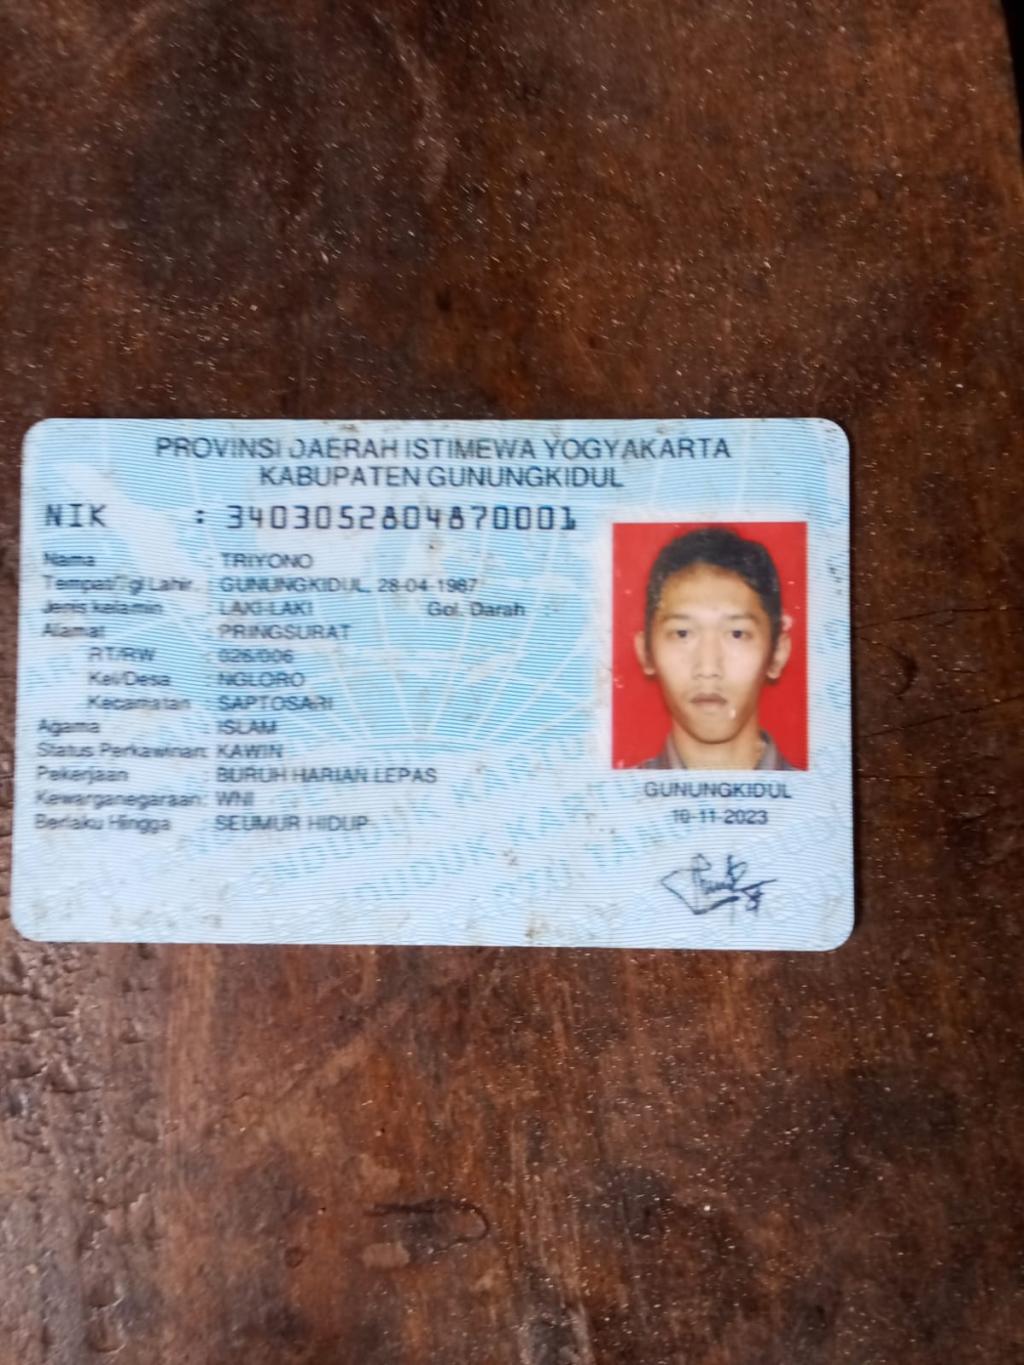 PROVINSI DAERAH ISTIMEWA YOGYAKARTA
KABUPATEN GUNUNGKIDUL
NIK : 3403052804870001
Nama : TRIYONO
Tempat/Tgl Lahir : GUNUNGKIDUL, 28-04-1987
Jenis kelamin : LAKI-LAKI Gol. Darah :
Alamat : PRINGSURAT
RT/RW : 026/006
Kel/Desa : NGLORO
Kecamatan : SAPTOSARI
Agama : ISLAM
Status Perkawinan: KAWIN
Pekerjaan : BURUH HARIAN LEPAS
Kewarganegaraan: WNI
Berlaku Hingga : SEUMUR HIDUP
GUNUNGKIDUL
10-11-2023